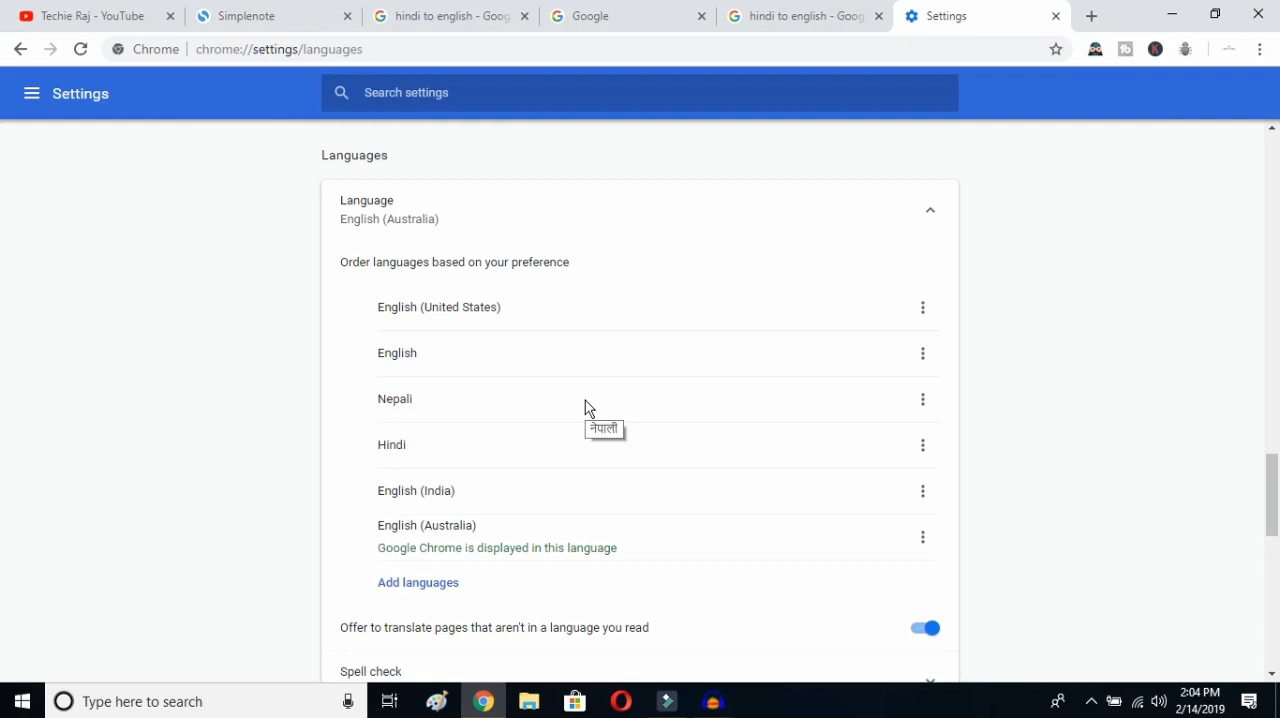 Techie Raj - YouTube
Simplenote
hindi to english - Goog
Google
hindi to english - Goog
Settings
Chrome
chrome://settings/languages
Settings
Search settings
Languages
Language
English (Australia)
Order languages based on your preference
English (United States)
English
Nepali
नेपाली
Hindi
English (India)
English (Australia)
Google Chrome is displayed in this language
Add languages
Offer to translate pages that aren't in a language you read
Spell check
Type here to search
2:04 PM
2/14/2019